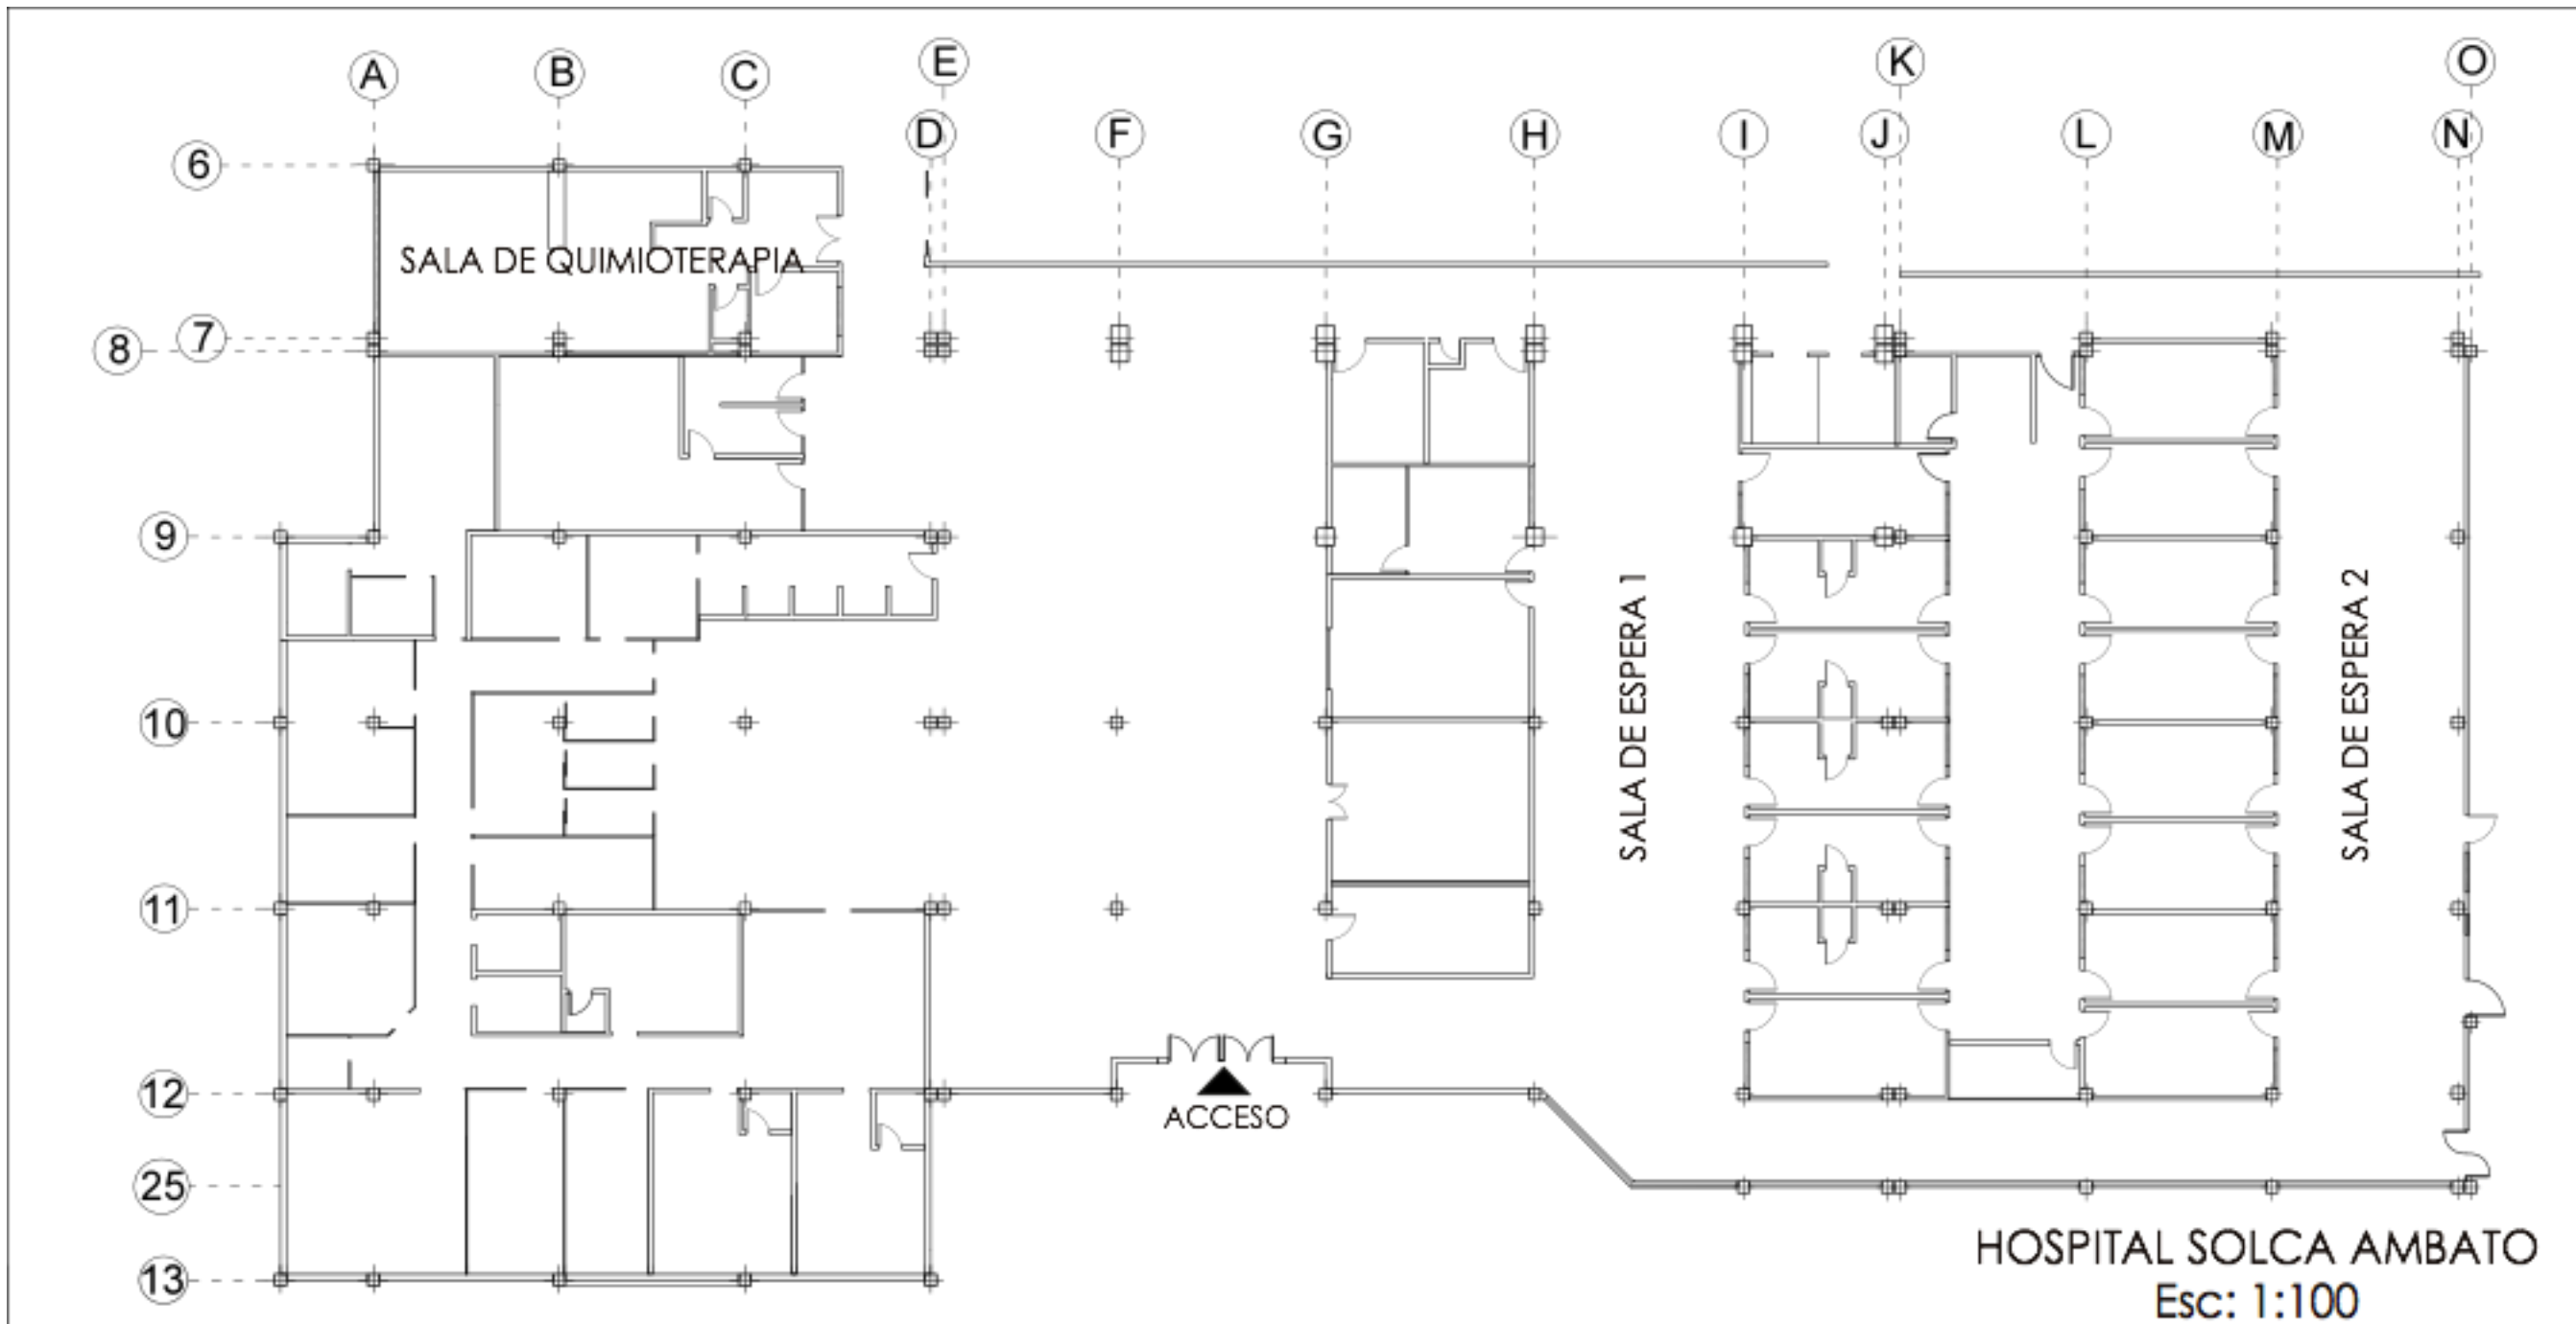 E
K
O
A
B
C
D
F
G
H
I
J
L
M
N
6
SALA DE QUIMIOTERAPIA
7
8
9
SALA DE ESPERA 1
SALA DE ESPERA 2
10
11
12
ACCESO
25
13
HOSPITAL SOLCA AMBATO
Esc: 1:100